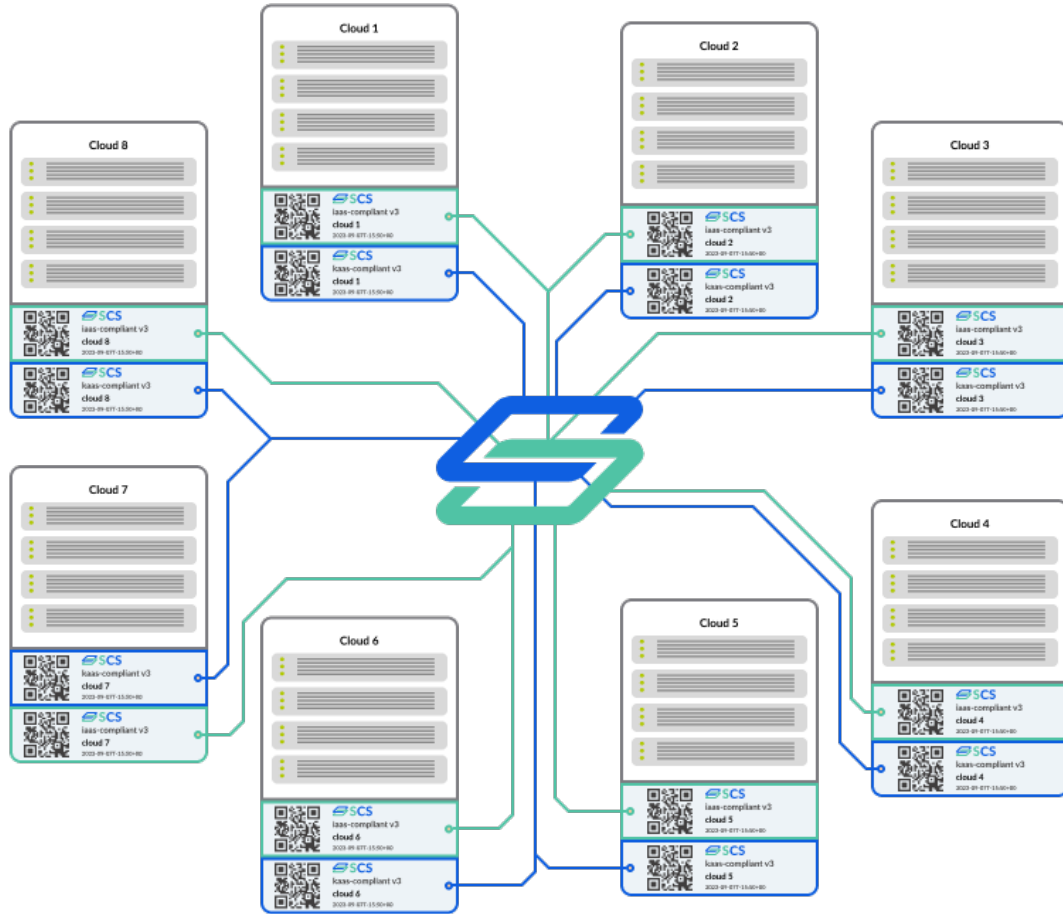 Cloud 1
SCS
iaas-compliant v3
cloud 1
SCS
kaas-compliant v3
cloud 1
Cloud 2
SCS
iaas-compliant v3
cloud 2
SCS
kaas-compliant v3
cloud 2
Cloud 3
SCS
iaas-compliant v3
cloud 3
SCS
kaas-compliant v3
cloud 3
Cloud 4
SCS
iaas-compliant v3
cloud 4
SCS
kaas-compliant v3
cloud 4
Cloud 5
SCS
iaas-compliant v3
cloud 5
SCS
kaas-compliant v3
cloud 5
Cloud 6
SCS
iaas-compliant v3
cloud 6
SCS
kaas-compliant v3
cloud 6
Cloud 7
SCS
kaas-compliant v3
cloud 7
SCS
iaas-compliant v3
cloud 7
Cloud 8
SCS
iaas-compliant v3
cloud 8
SCS
kaas-compliant v3
cloud 8